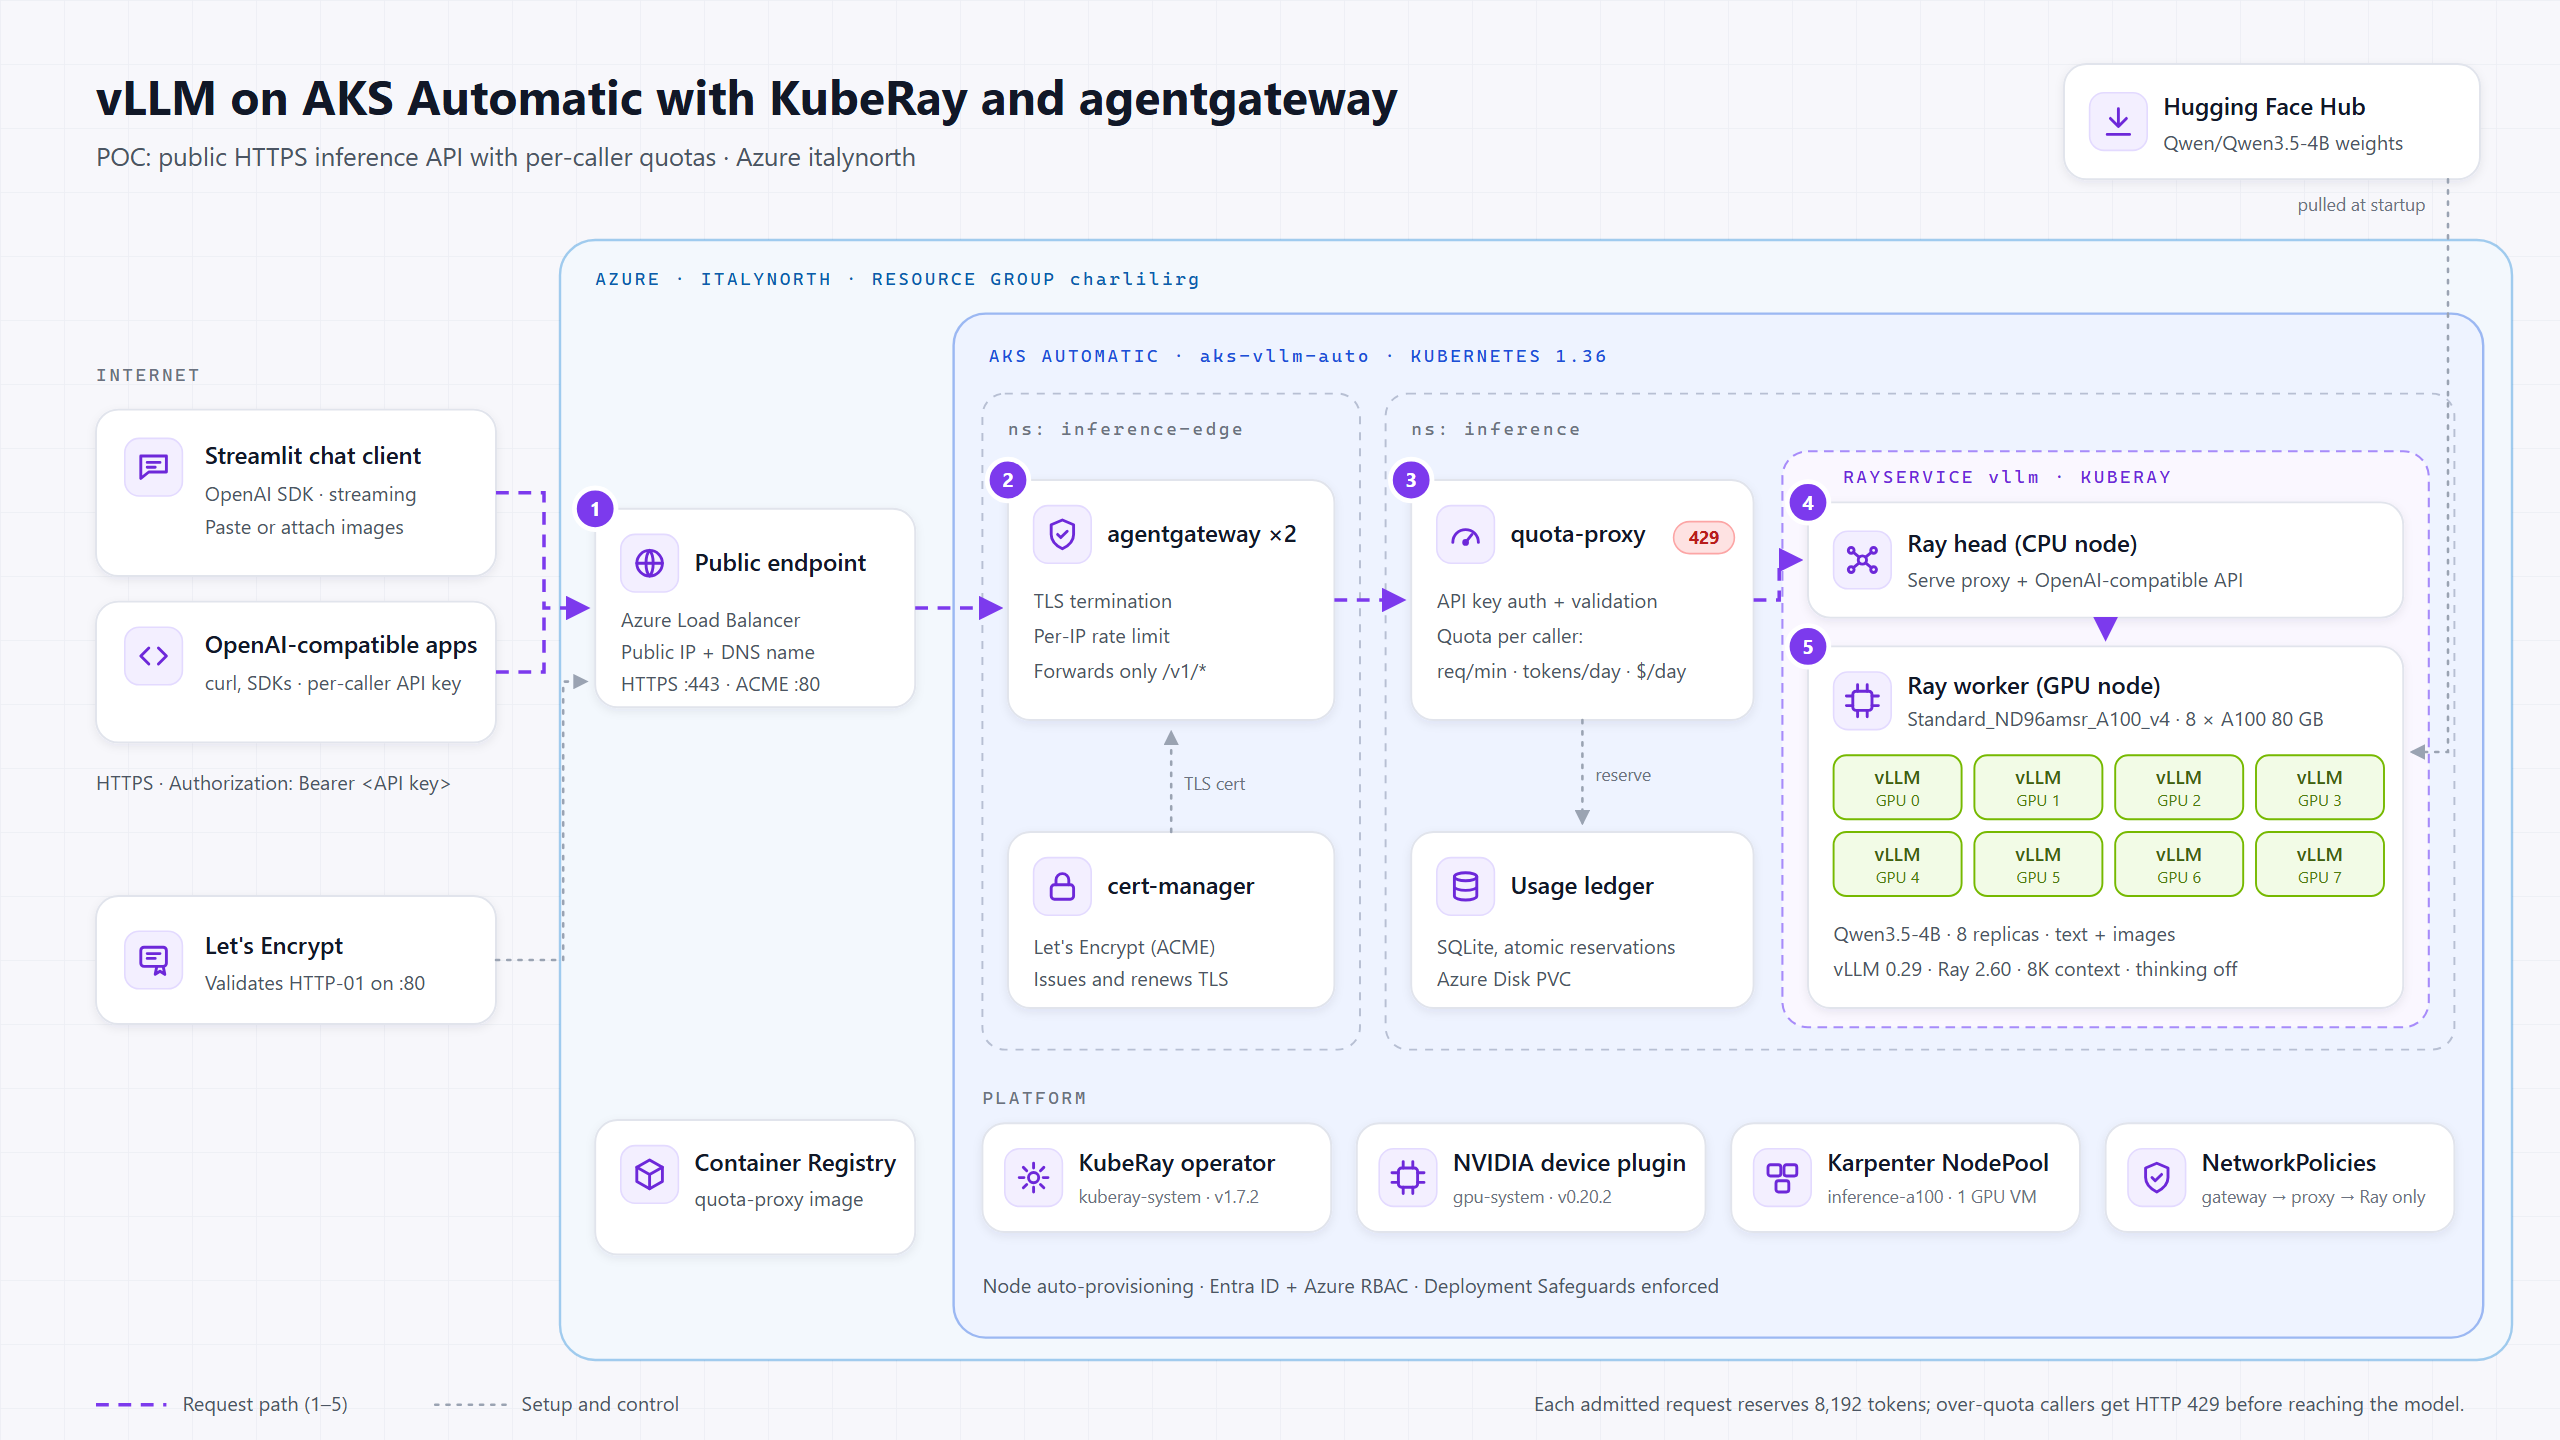 vLLM on AKS Automatic with KubeRay and agentgateway
POC: public HTTPS inference API with per-caller quotas · Azure italynorth
Hugging Face Hub
Qwen/Qwen3.5-4B weights
pulled at startup
AZURE · ITALYNORTH · RESOURCE GROUP charlilirg
AKS AUTOMATIC · aks-vllm-auto · KUBERNETES 1.36
INTERNET
Streamlit chat client
OpenAI SDK · streaming
Paste or attach images
OpenAI-compatible apps
curl, SDKs · per-caller API key
HTTPS · Authorization: Bearer <API key>
Let's Encrypt
Validates HTTP-01 on :80
1
Public endpoint
Azure Load Balancer
Public IP + DNS name
HTTPS :443 · ACME :80
Container Registry
quota-proxy image
ns: inference-edge
2
agentgateway ×2
TLS termination
Per-IP rate limit
Forwards only /v1/*
TLS cert
cert-manager
Let's Encrypt (ACME)
Issues and renews TLS
ns: inference
3
quota-proxy
429
API key auth + validation
Quota per caller:
req/min · tokens/day · $/day
reserve
Usage ledger
SQLite, atomic reservations
Azure Disk PVC
RAYSERVICE vllm · KUBERAY
4
Ray head (CPU node)
Serve proxy + OpenAI-compatible API
5
Ray worker (GPU node)
Standard_ND96amsr_A100_v4 · 8 × A100 80 GB
vLLM
GPU 0
vLLM
GPU 1
vLLM
GPU 2
vLLM
GPU 3
vLLM
GPU 4
vLLM
GPU 5
vLLM
GPU 6
vLLM
GPU 7
Qwen3.5-4B · 8 replicas · text + images
vLLM 0.29 · Ray 2.60 · 8K context · thinking off
PLATFORM
KubeRay operator
kuberay-system · v1.7.2
NVIDIA device plugin
gpu-system · v0.20.2
Karpenter NodePool
inference-a100 · 1 GPU VM
NetworkPolicies
gateway → proxy → Ray only
Node auto-provisioning · Entra ID + Azure RBAC · Deployment Safeguards enforced
Request path (1–5)
Setup and control
Each admitted request reserves 8,192 tokens; over-quota callers get HTTP 429 before reaching the model.